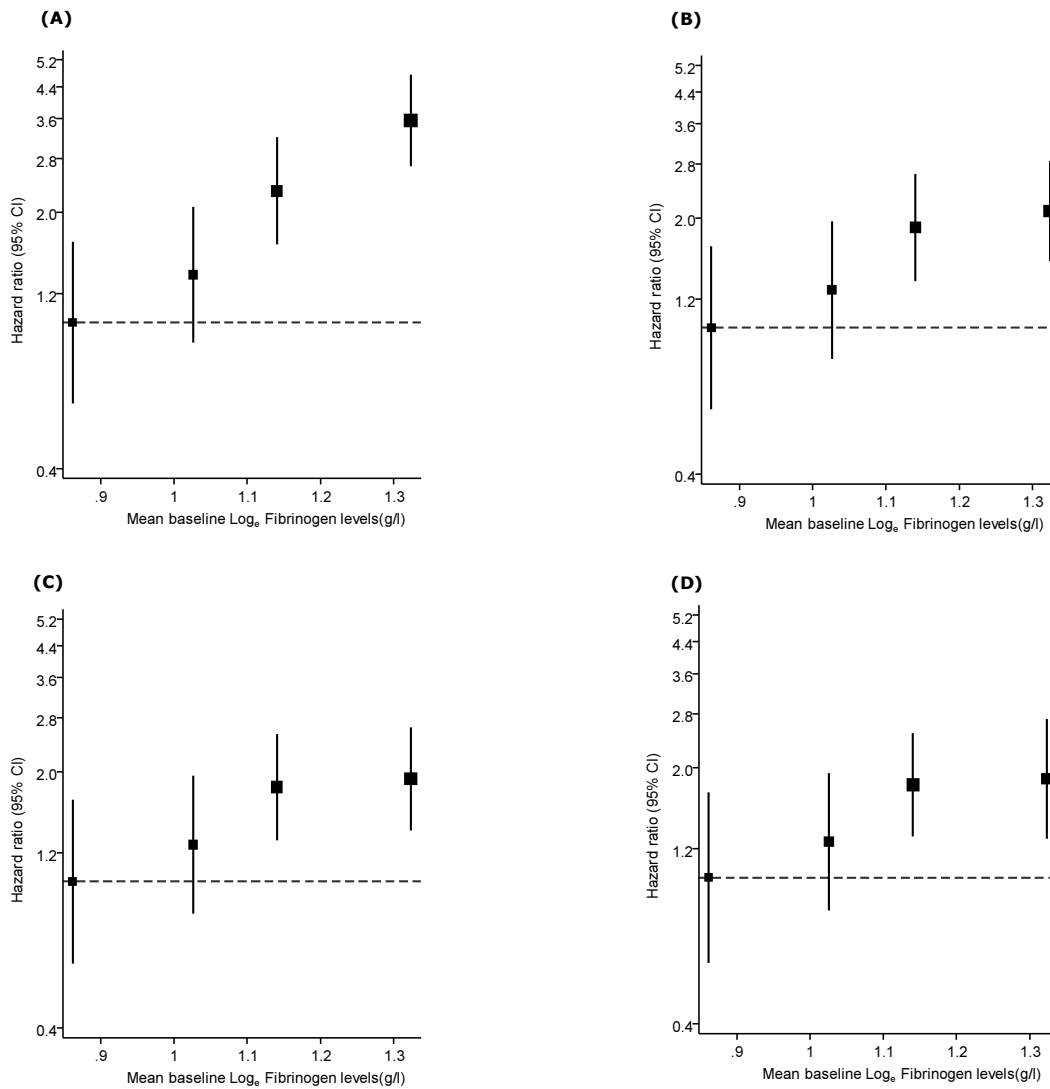 (A)
5.2
4.4
3.6
2.8
2.0
1.2
0.4
Hazard ratio (95% CI)
.9 1 1.1 1.2 1.3
Mean baseline Logₑ Fibrinogen levels(g/l)
(B)
5.2
4.4
3.6
2.8
2.0
1.2
0.4
Hazard ratio (95% CI)
.9 1 1.1 1.2 1.3
Mean baseline Logₑ Fibrinogen levels(g/l)
(C)
5.2
4.4
3.6
2.8
2.0
1.2
0.4
Hazard ratio (95% CI)
.9 1 1.1 1.2 1.3
Mean baseline Logₑ Fibrinogen levels(g/l)
(D)
5.2
4.4
3.6
2.8
2.0
1.2
0.4
Hazard ratio (95% CI)
.9 1 1.1 1.2 1.3
Mean baseline Logₑ Fibrinogen levels(g/l)